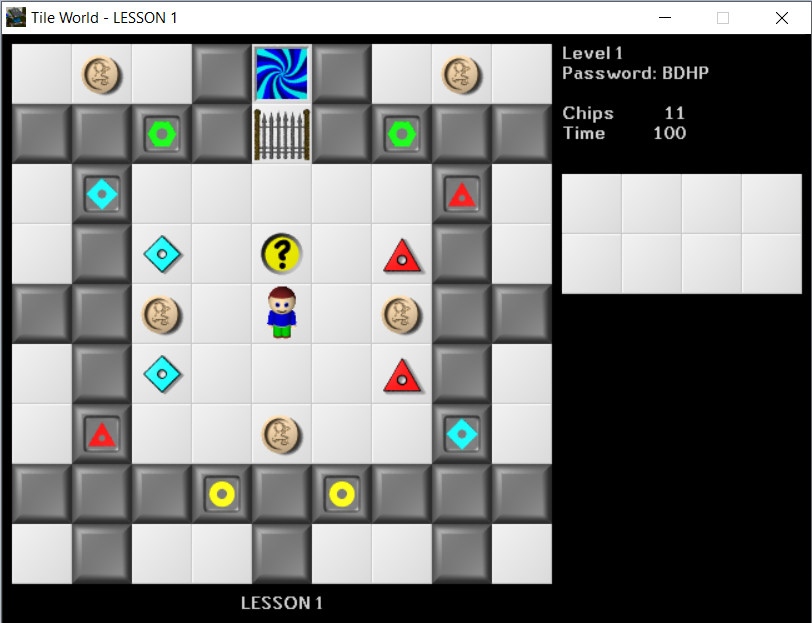 Tile World - LESSON 1
Level 1
Password: BDHP
Chips 11
Time 100
?
LESSON 1